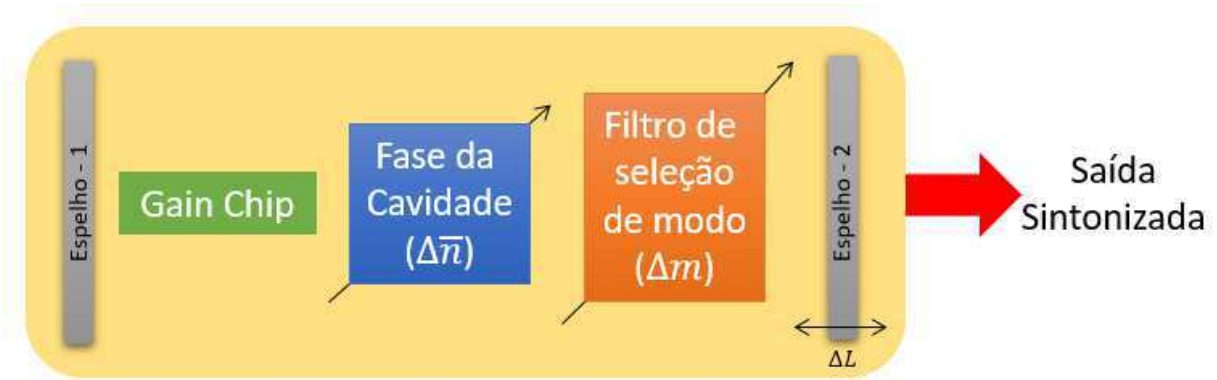 Espelho - 1
Gain Chip
Fase da
Cavidade
(Δn̅)
Filtro de
seleção
de modo
(Δm)
Espelho - 2
ΔL
Saída
Sintonizada